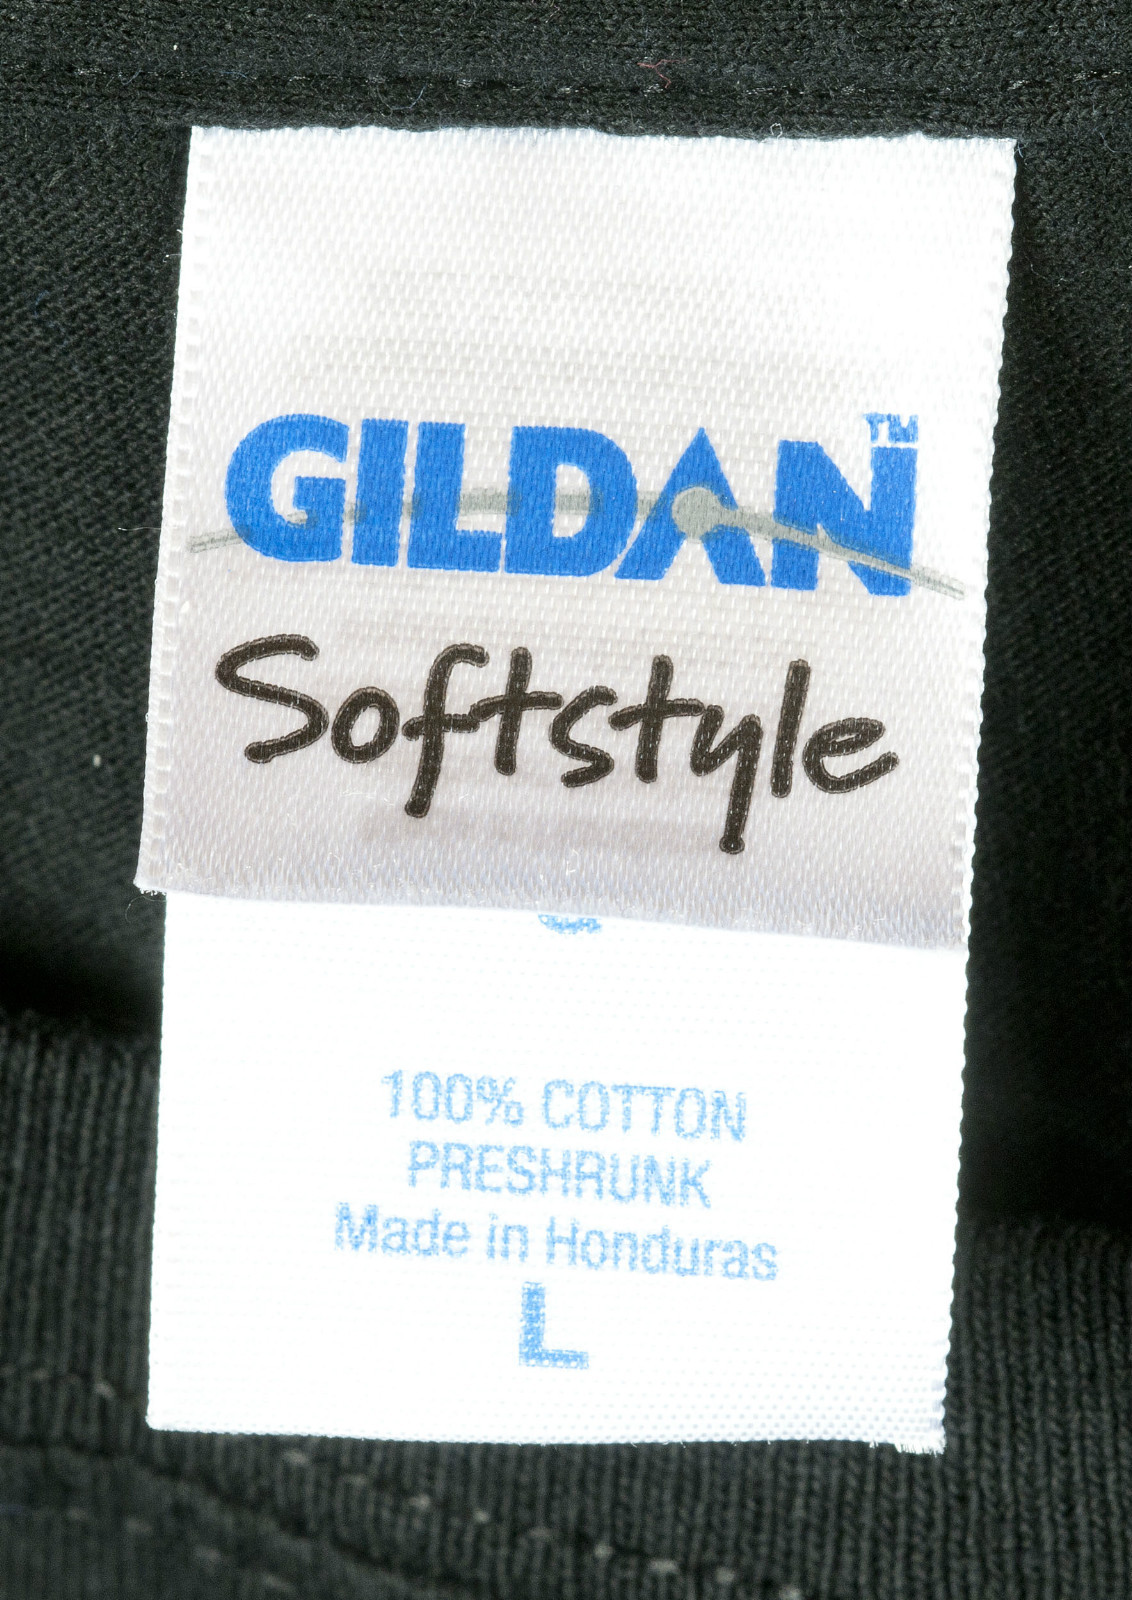 GILDAN™
Softstyle
100% COTTON
PRESHRUNK
Made in Honduras
L